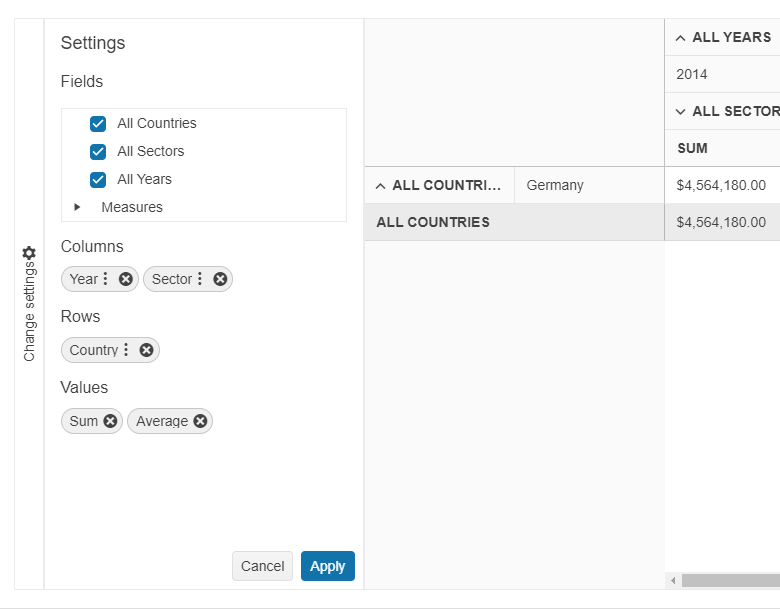 Change settings
Settings
Fields
All Countries
All Sectors
All Years
Measures
Columns
Year
Sector
Rows
Country
Values
Sum
Average
Cancel
Apply
ALL YEARS
2014
ALL SECTOR
SUM
ALL COUNTRI... Germany $4,564,180.00
ALL COUNTRIES $4,564,180.00